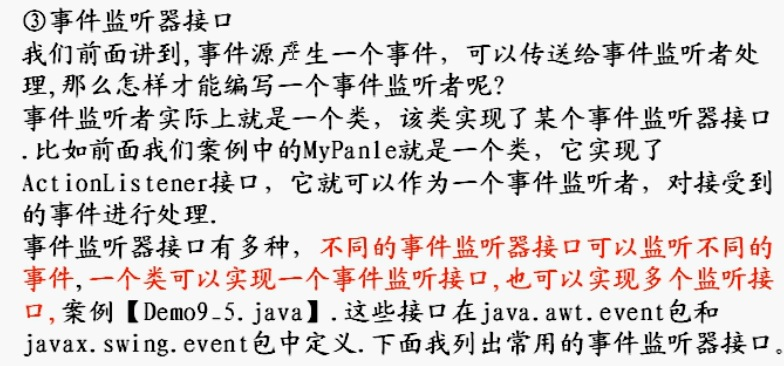 ③事件监听器接口
我们前面讲到,事件源产生一个事件，可以传送给事件监听者处
理,那么怎样才能编写一个事件监听者呢?
事件监听者实际上就是一个类，该类实现了某个事件监听器接口
.比如前面我们案例中的MyPanle就是一个类，它实现了
ActionListener接口，它就可以作为一个事件监听者，对接受到
的事件进行处理.
事件监听器接口有多种，不同的事件监听器接口可以监听不同的
事件,一个类可以实现一个事件监听接口,也可以实现多个监听接
口,案例【Demo9_5.java】.这些接口在java.awt.event包和
javax.swing.event包中定义.下面我列出常用的事件监听器接口。